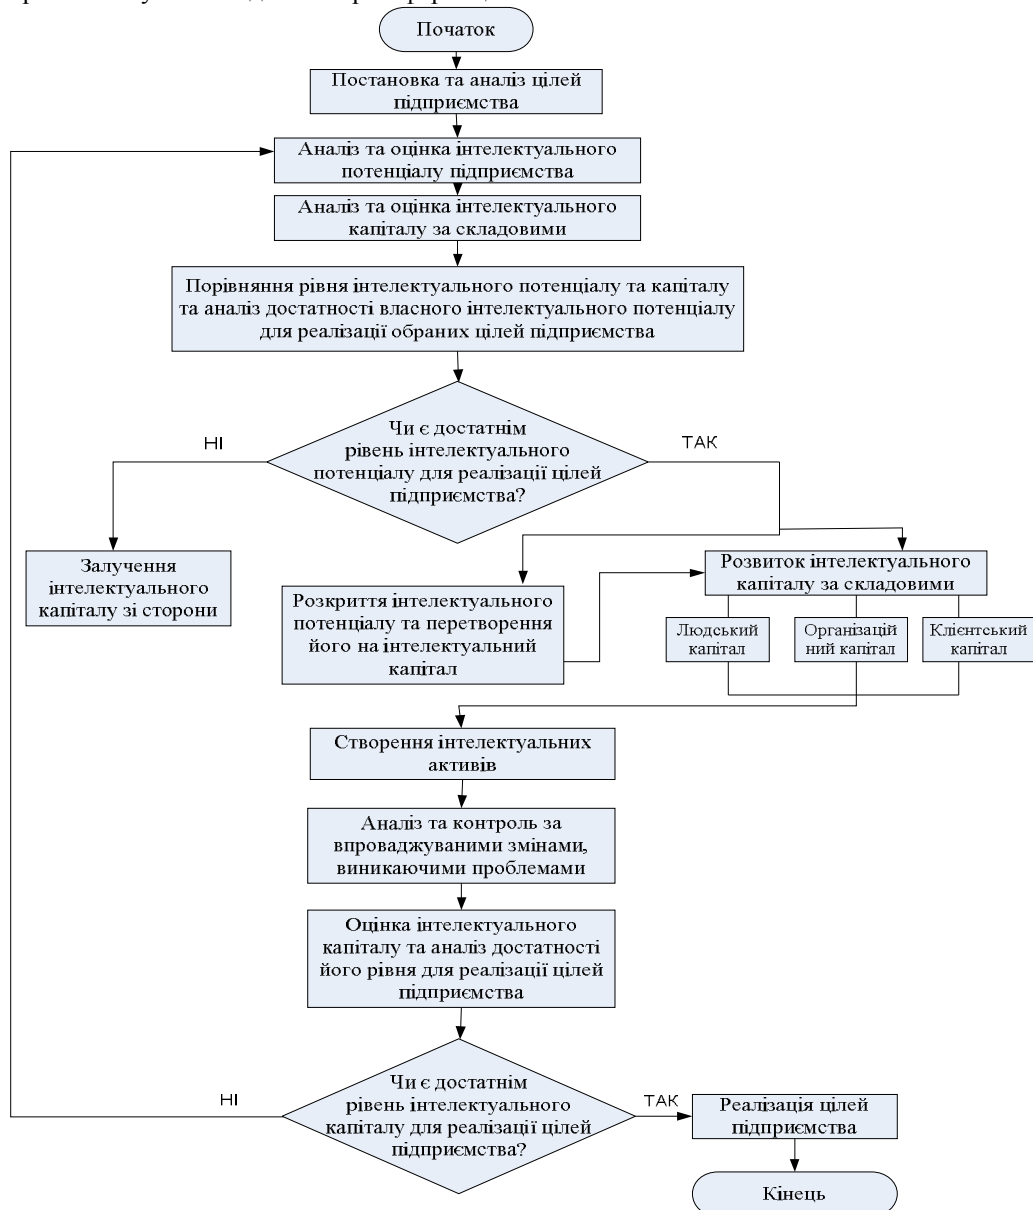 Початок
Постановка та аналіз цілей
підприємства
Аналіз та оцінка інтелектуального
потенціалу підприємства
Аналіз та оцінка інтелектуального
капіталу за складовими
Порівняння рівня інтелектуального потенціалу та капіталу
та аналіз достатності власного інтелектуального потенціалу
для реалізації обраних цілей підприємства
Чи є достатнім
рівень інтелектуального
потенціалу для реалізації цілей
підприємства?
НІ
ТАК
Залучення
інтелектуального
капіталу зі сторони
Розкриття інтелектуального
потенціалу та перетворення
його на інтелектуальний
капітал
Розвиток інтелектуального
капіталу за складовими
Людський
капітал
Організацій
ний капітал
Клієнтський
капітал
Створення інтелектуальних
активів
Аналіз та контроль за
впроваджуваними змінами,
виникаючими проблемами
Оцінка інтелектуального
капіталу та аналіз достатності
його рівня для реалізації цілей
підприємства
Чи є достатнім
рівень інтелектуального
капіталу для реалізації цілей
підприємства?
НІ
ТАК
Реалізація цілей
підприємства
Кінець